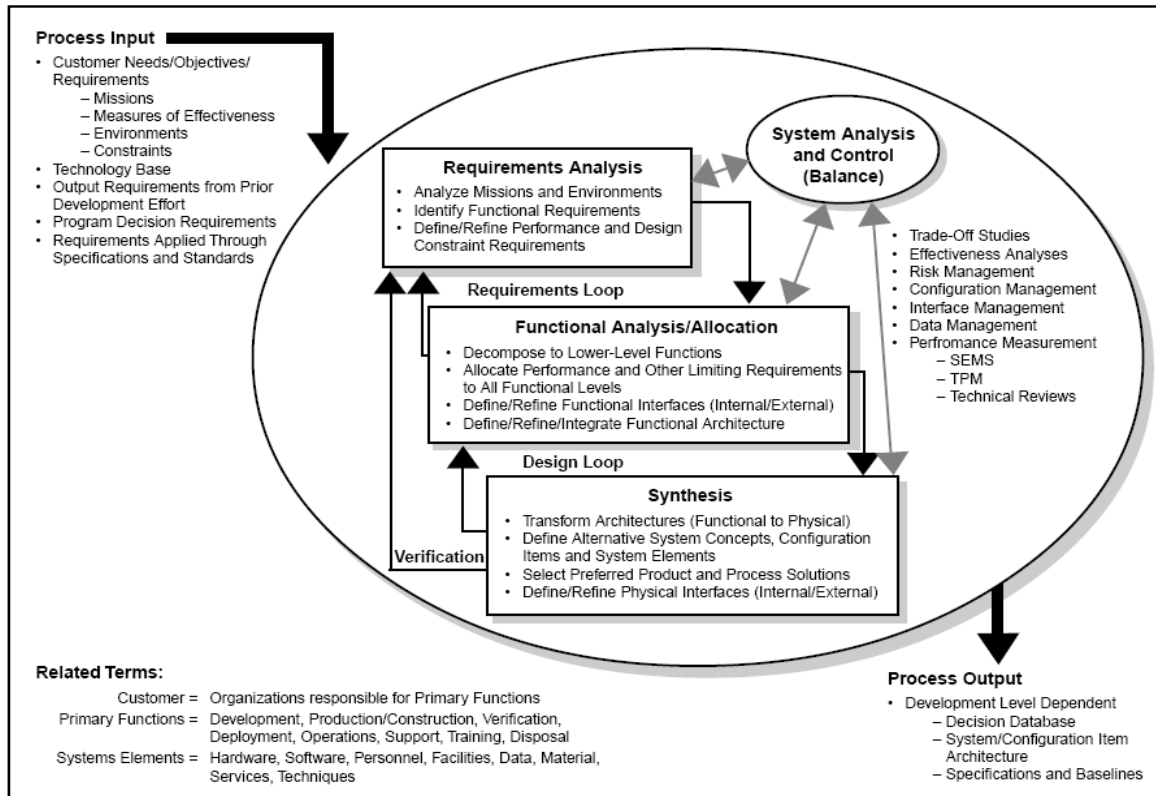 Process Input
• Customer Needs/Objectives/
Requirements
– Missions
– Measures of Effectiveness
– Environments
– Constraints
• Technology Base
• Output Requirements from Prior
Development Effort
• Program Decision Requirements
• Requirements Applied Through
Specifications and Standards
System Analysis
and Control
(Balance)
Requirements Analysis
• Analyze Missions and Environments
• Identify Functional Requirements
• Define/Refine Performance and Design
Constraint Requirements
• Trade-Off Studies
• Effectiveness Analyses
• Risk Management
• Configuration Management
• Interface Management
• Data Management
• Perfromance Measurement
– SEMS
– TPM
– Technical Reviews
Requirements Loop
Functional Analysis/Allocation
• Decompose to Lower-Level Functions
• Allocate Performance and Other Limiting Requirements
to All Functional Levels
• Define/Refine Functional Interfaces (Internal/External)
• Define/Refine/Integrate Functional Architecture
Design Loop
Synthesis
• Transform Architectures (Functional to Physical)
• Define Alternative System Concepts, Configuration
Items and System Elements
• Select Preferred Product and Process Solutions
• Define/Refine Physical Interfaces (Internal/External)
Verification
Related Terms:
Customer = Organizations responsible for Primary Functions
Primary Functions = Development, Production/Construction, Verification,
Deployment, Operations, Support, Training, Disposal
Systems Elements = Hardware, Software, Personnel, Facilities, Data, Material,
Services, Techniques
Process Output
• Development Level Dependent
– Decision Database
– System/Configuration Item
Architecture
– Specifications and Baselines